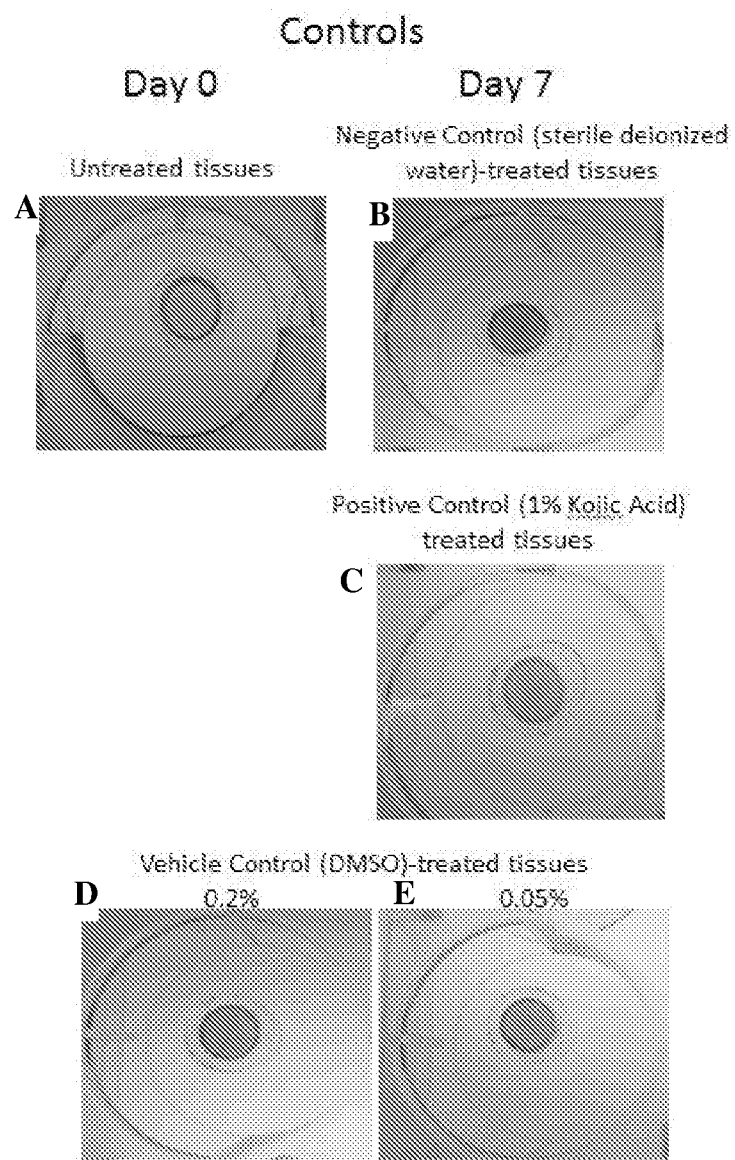 Controls
Day 0
Day 7
Untreated tissues
Negative Control (sterile deionized
water)-treated tissues
A
B
Positive Control (1% Kojic Acid)
treated tissues
C
Vehicle Control (DMSO)-treated tissues
D
0.2%
E
0.05%